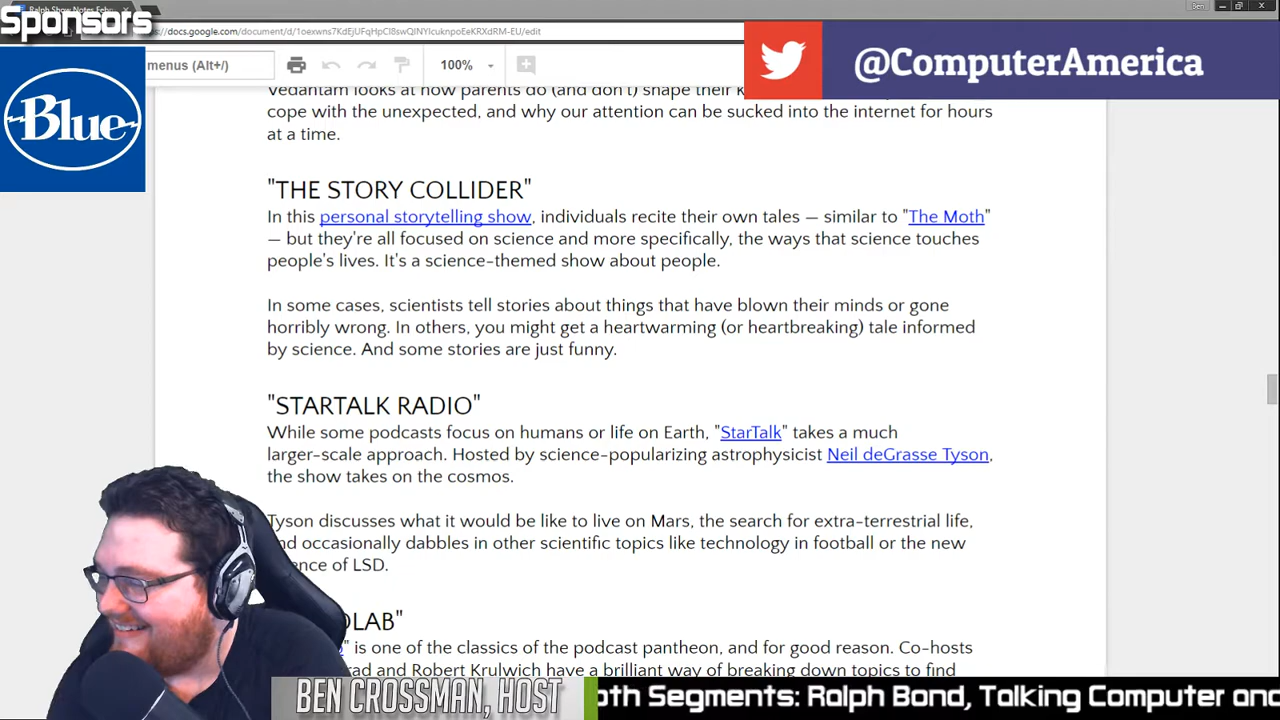 Ralph Show Notes Febr
Ben
Sponsors
docs.google.com/document/d/1oexwns7KdEjUFqHpCI8swQINYIcuknpoEeKRXdRM-EU/edit
@ComputerAmerica
menus (Alt+/)
100%
Blue
Vedantam looks at how parents do (and don't) shape their
cope with the unexpected, and why our attention can be sucked into the internet for hours
at a time.
"THE STORY COLLIDER"
In this personal storytelling show, individuals recite their own tales — similar to "The Moth"
— but they're all focused on science and more specifically, the ways that science touches
people's lives. It's a science-themed show about people.
In some cases, scientists tell stories about things that have blown their minds or gone
horribly wrong. In others, you might get a heartwarming (or heartbreaking) tale informed
by science. And some stories are just funny.
"STARTALK RADIO"
While some podcasts focus on humans or life on Earth, "StarTalk" takes a much
larger-scale approach. Hosted by science-popularizing astrophysicist Neil deGrasse Tyson,
the show takes on the cosmos.
Tyson discusses what it would be like to live on Mars, the search for extra-terrestrial life,
nd occasionally dabbles in other scientific topics like technology in football or the new
ence of LSD.
OLAB"
" is one of the classics of the podcast pantheon, and for good reason. Co-hosts
rad and Robert Krulwich have a brilliant way of breaking down topics to find
BEN CROSSMAN, HOST
oth Segments: Ralph Bond, Talking Computer and